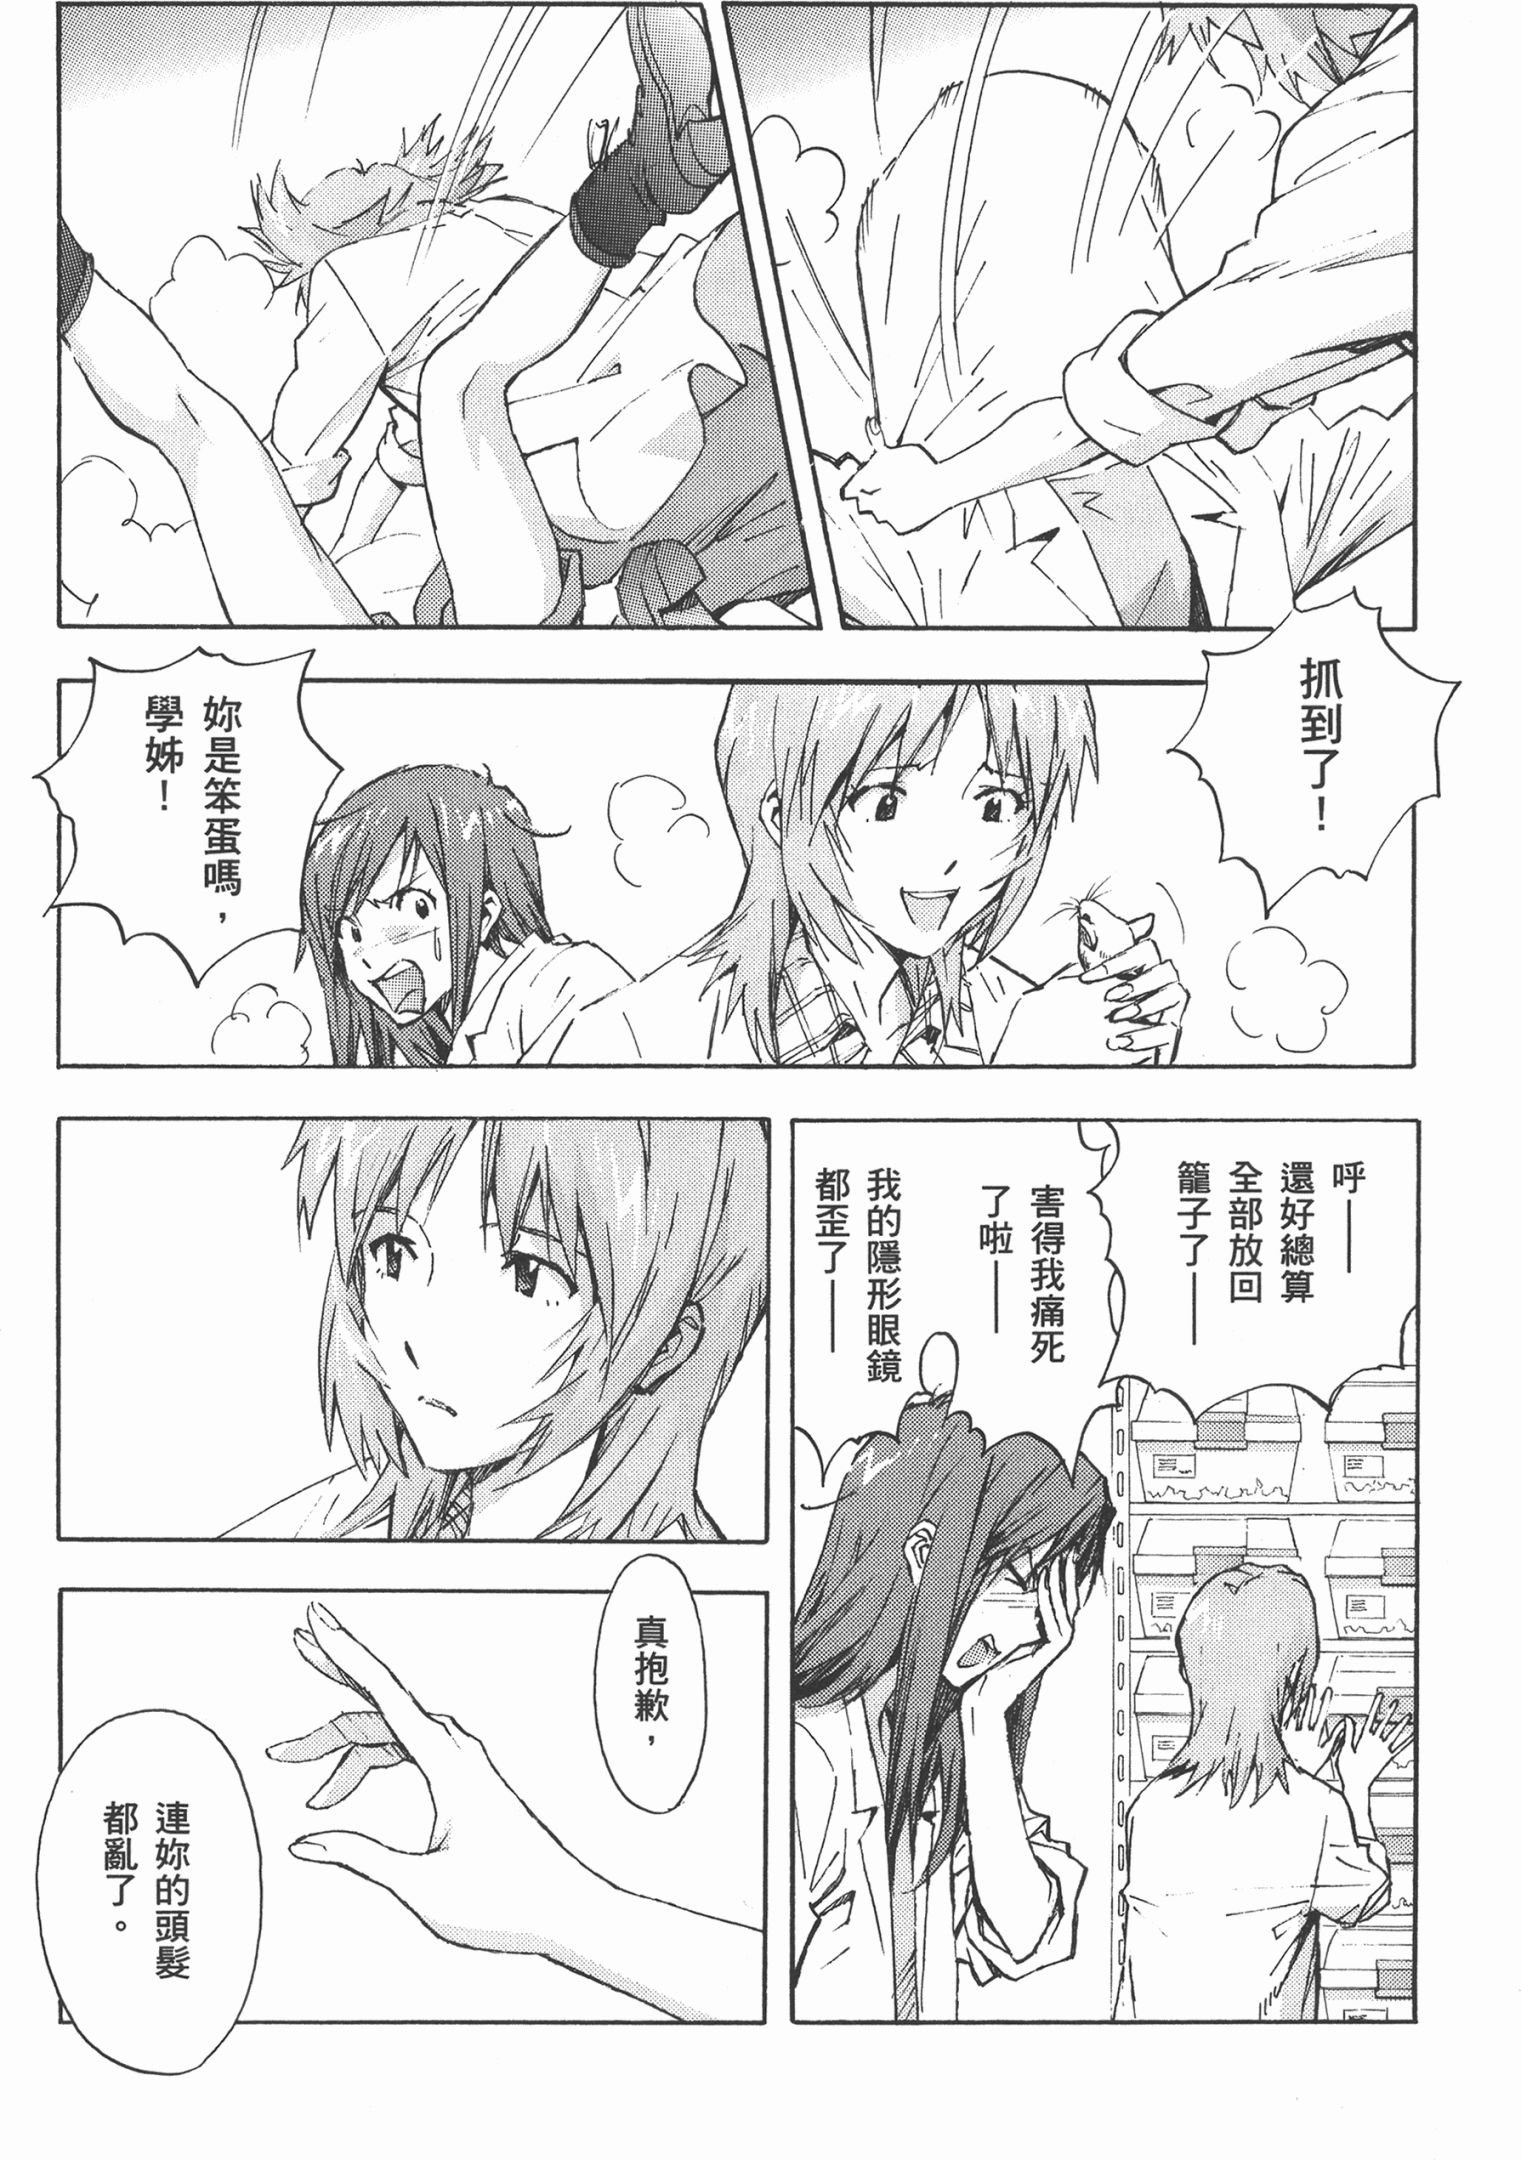 抓到了！
妳是笨蛋嗎，
學姊！
呼——
還好總算
全部放回
籠子了——
害得我痛死
了啦——
我的隱形眼鏡
都歪了——
真抱歉，
連妳的頭髮
都亂了。